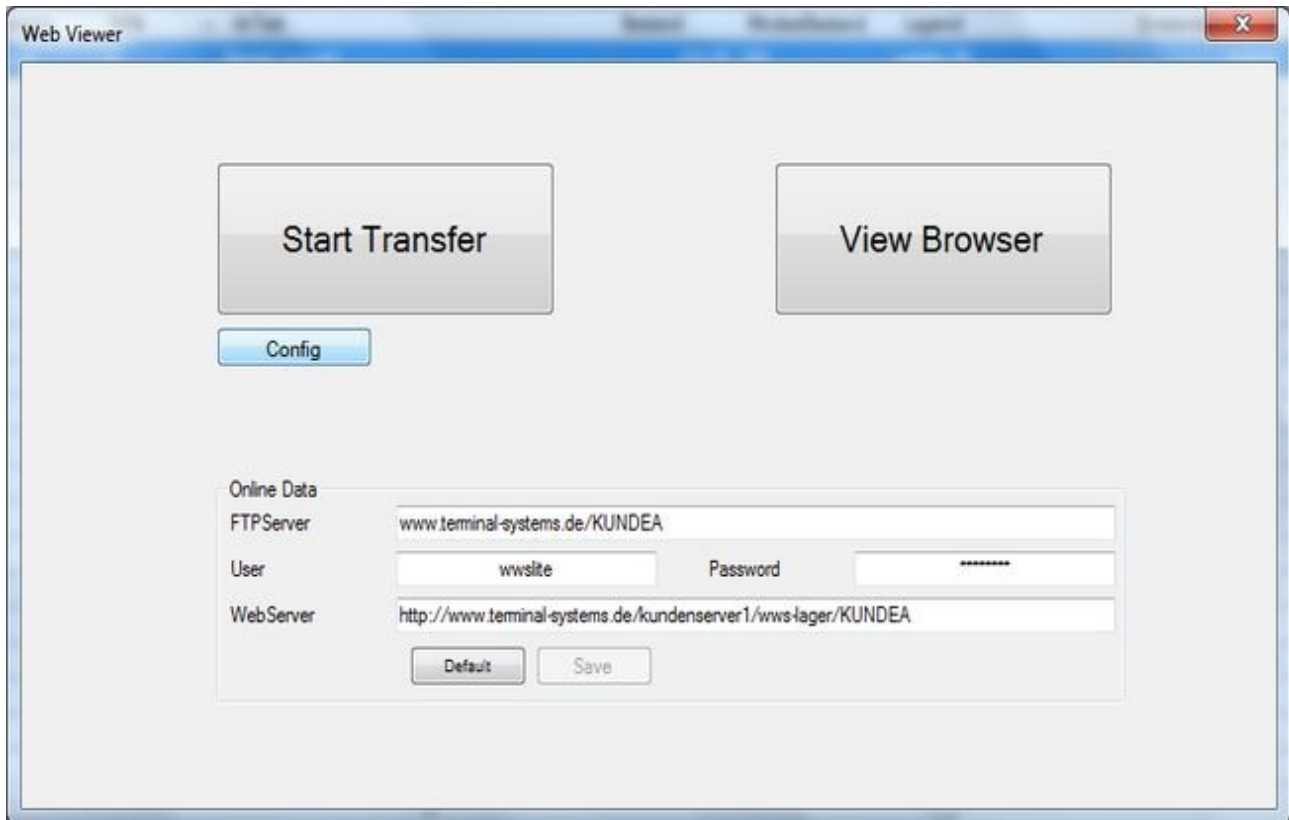 Web Viewer
Start Transfer
View Browser
Config
Online Data
FTPServer www.terminal-systems.de/KUNDEA
User wwslite Password ********
WebServer http://www.terminal-systems.de/kundenserver1/wws-lager/KUNDEA
Default Save